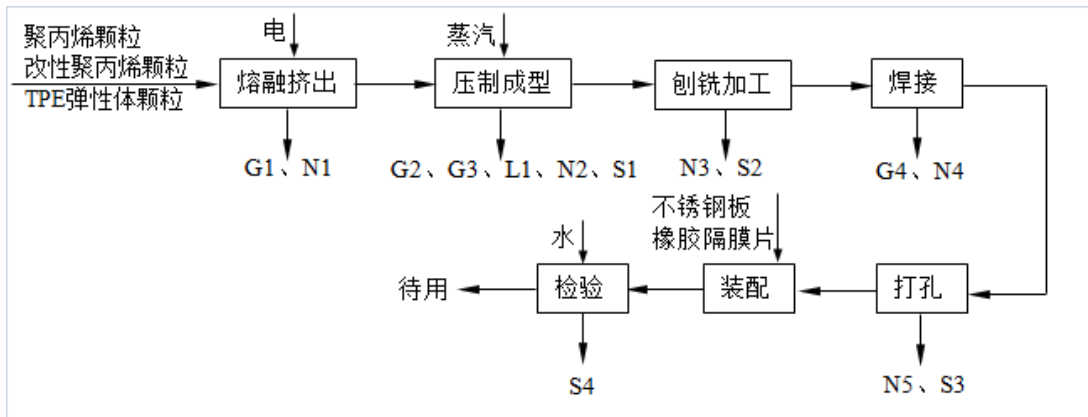 聚丙烯颗粒
改性聚丙烯颗粒
TPE弹性体颗粒
电
熔融挤出
G1、N1
蒸汽
压制成型
G2、G3、L1、N2、S1
刨铣加工
N3、S2
焊接
G4、N4
打孔
N5、S3
不锈钢板
橡胶隔膜片
装配
水
检验
S4
待用